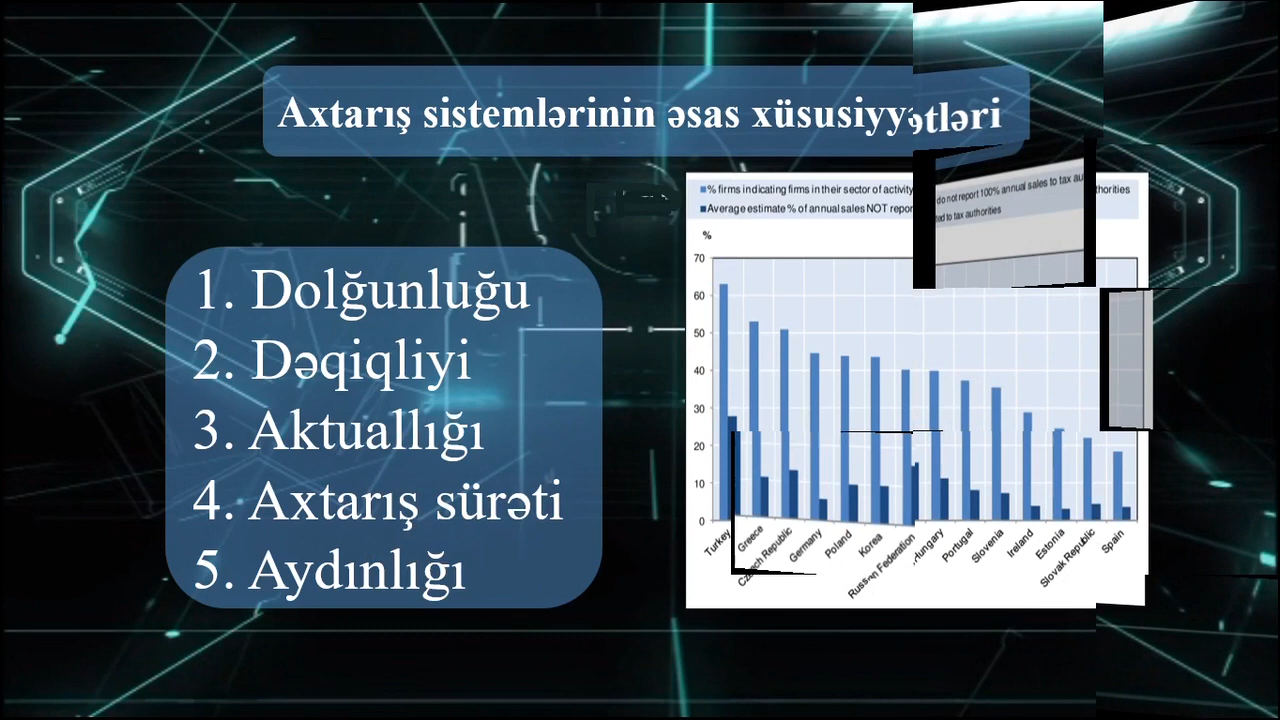 Axtarış sistemlərinin əsas xüsusiyyətləri
1. Dolğunluğu
2. Dəqiqliyi
3. Aktuallığı
4. Axtarış sürəti
5. Aydınlığı
% firms indicating firms in their sector of activity do not report 100% annual sales to tax authorities
Average estimate % of annual sales NOT reported to tax authorities
%
70
60
50
40
30
20
10
0
Turkey
Greece
Czech Republic
Germany
Poland
Korea
Russian Federation
Hungary
Portugal
Slovenia
Ireland
Estonia
Slovak Republic
Spain